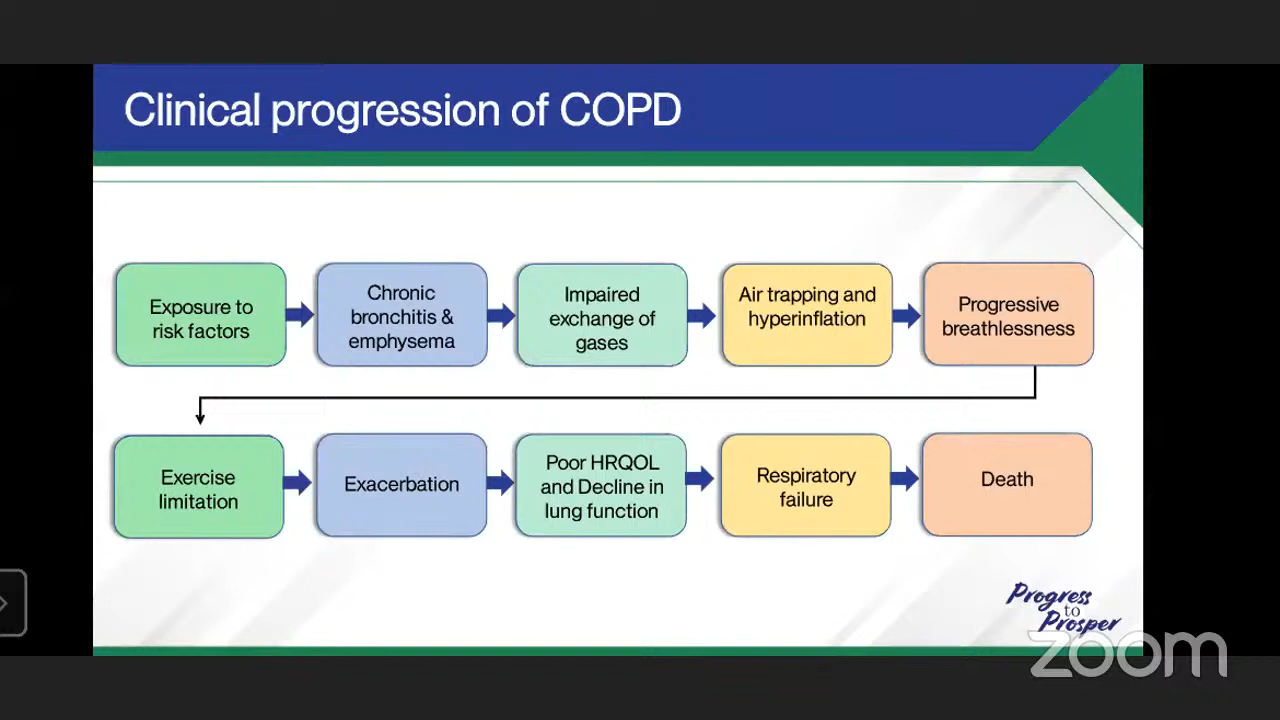 Clinical progression of COPD
Exposure to
risk factors
Chronic
bronchitis &
emphysema
Impaired
exchange of
gases
Air trapping and
hyperinflation
Progressive
breathlessness
Exercise
limitation
Exacerbation
Poor HRQOL
and Decline in
lung function
Respiratory
failure
Death
Progress
to
Prosper
zoom